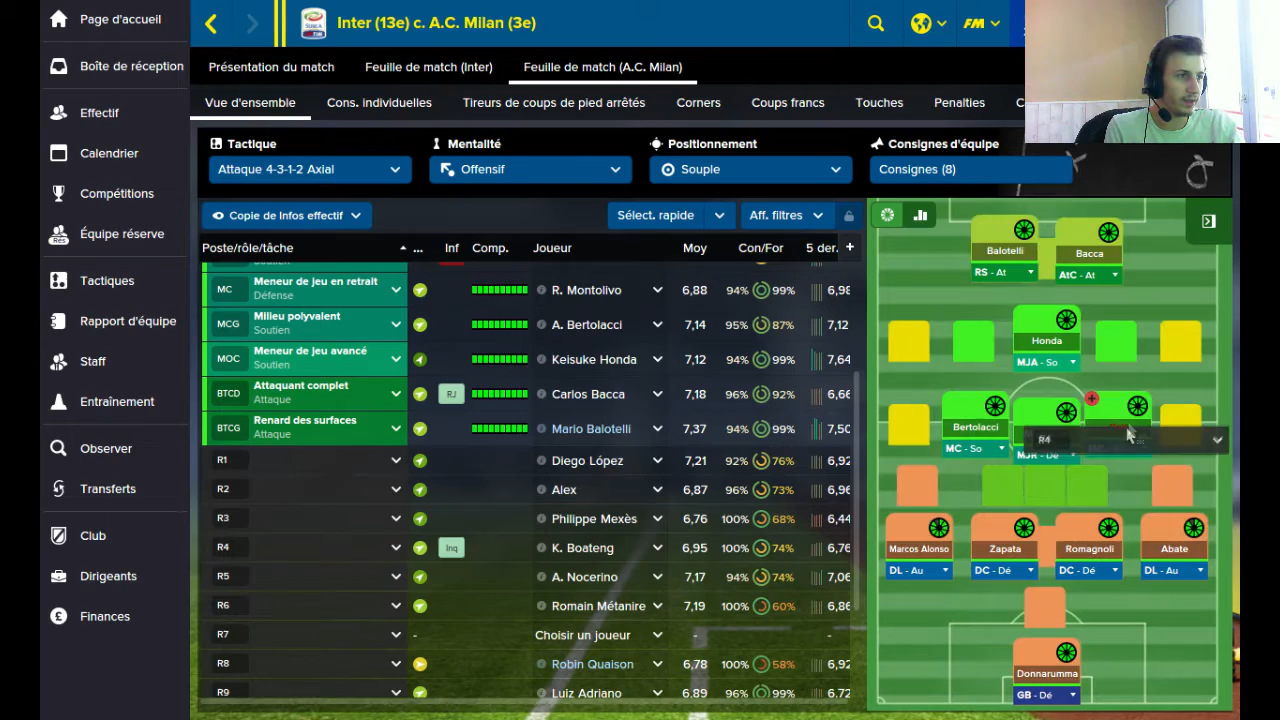 Page d'accueil
Boîte de réception
Effectif
Calendrier
Compétitions
Rés
Équipe réserve
Tactiques
Rapport d'équipe
Staff
Entraînement
Observer
Transferts
Club
Dirigeants
Finances
SERIE A
TIM
Inter (13e) c. A.C. Milan (3e)
FM
Présentation du match
Feuille de match (Inter)
Feuille de match (A.C. Milan)
Vue d'ensemble
Cons. individuelles
Tireurs de coups de pied arrêtés
Corners
Coups francs
Touches
Penalties
C
Tactique
Mentalité
Positionnement
Consignes d'équipe
Attaque 4-3-1-2 Axial
Offensif
Souple
Consignes (8)
Copie de Infos effectif
Sélect. rapide
Aff. filtres
Poste/rôle/tâche ... Inf Comp. Joueur Moy Con/For 5 der. +
Soutien
MC Meneur de jeu en retrait Défense R. Montolivo 6,88 94% 99% 6,98
MCG Milieu polyvalent Soutien A. Bertolacci 7,14 95% 87% 7,12
MOC Meneur de jeu avancé Soutien Keisuke Honda 7,12 94% 99% 7,64
BTCD Attaquant complet Attaque RJ Carlos Bacca 7,18 96% 92% 6,66
BTCG Renard des surfaces Attaque Mario Balotelli 7,37 94% 99% 7,50
R1 Diego López 7,21 92% 76% 6,92
R2 Alex 6,87 96% 73% 6,96
R3 Philippe Mexès 6,76 100% 68% 6,44
R4 Inq K. Boateng 6,95 100% 74% 6,76
R5 A. Nocerino 7,17 94% 74% 7,06
R6 Romain Métanire 7,19 100% 60% 6,86
R7 - Choisir un joueur - -
R8 Robin Quaison 6,78 100% 58% 6,92
R9 Luiz Adriano 6,89 96% 99% 6,72
Balotelli
RS - At
Bacca
AtC - At
Honda
MJA - So
Bertolacci
MC - So
MJR - Dé
R4
Marcos Alonso
DL - Au
Zapata
DC - Dé
Romagnoli
DC - Dé
Abate
DL - Au
Donnarumma
GB - Dé